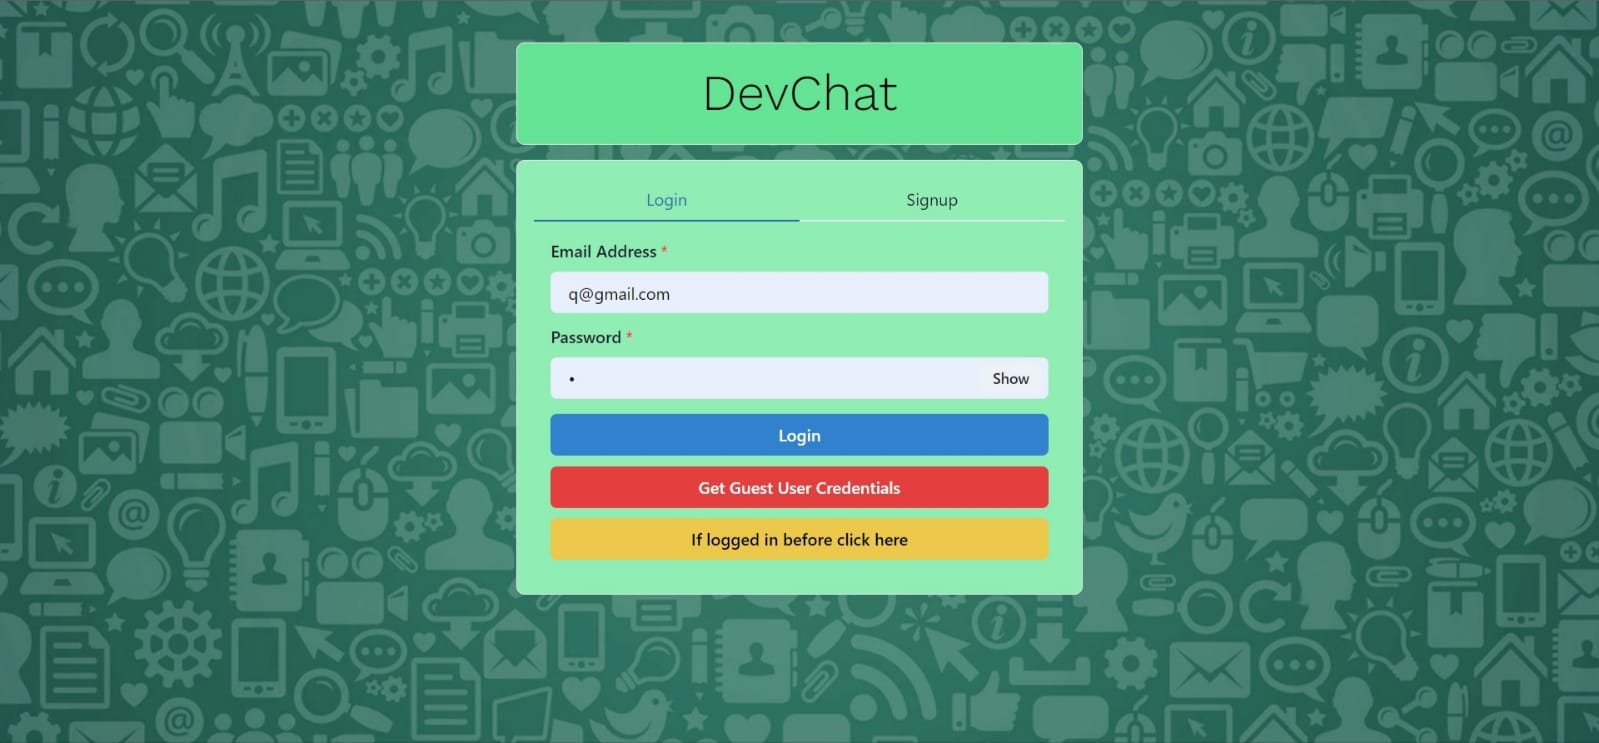 DevChat
Login Signup
Email Address *
q@gmail.com
Password *
• Show
Login
Get Guest User Credentials
If logged in before click here